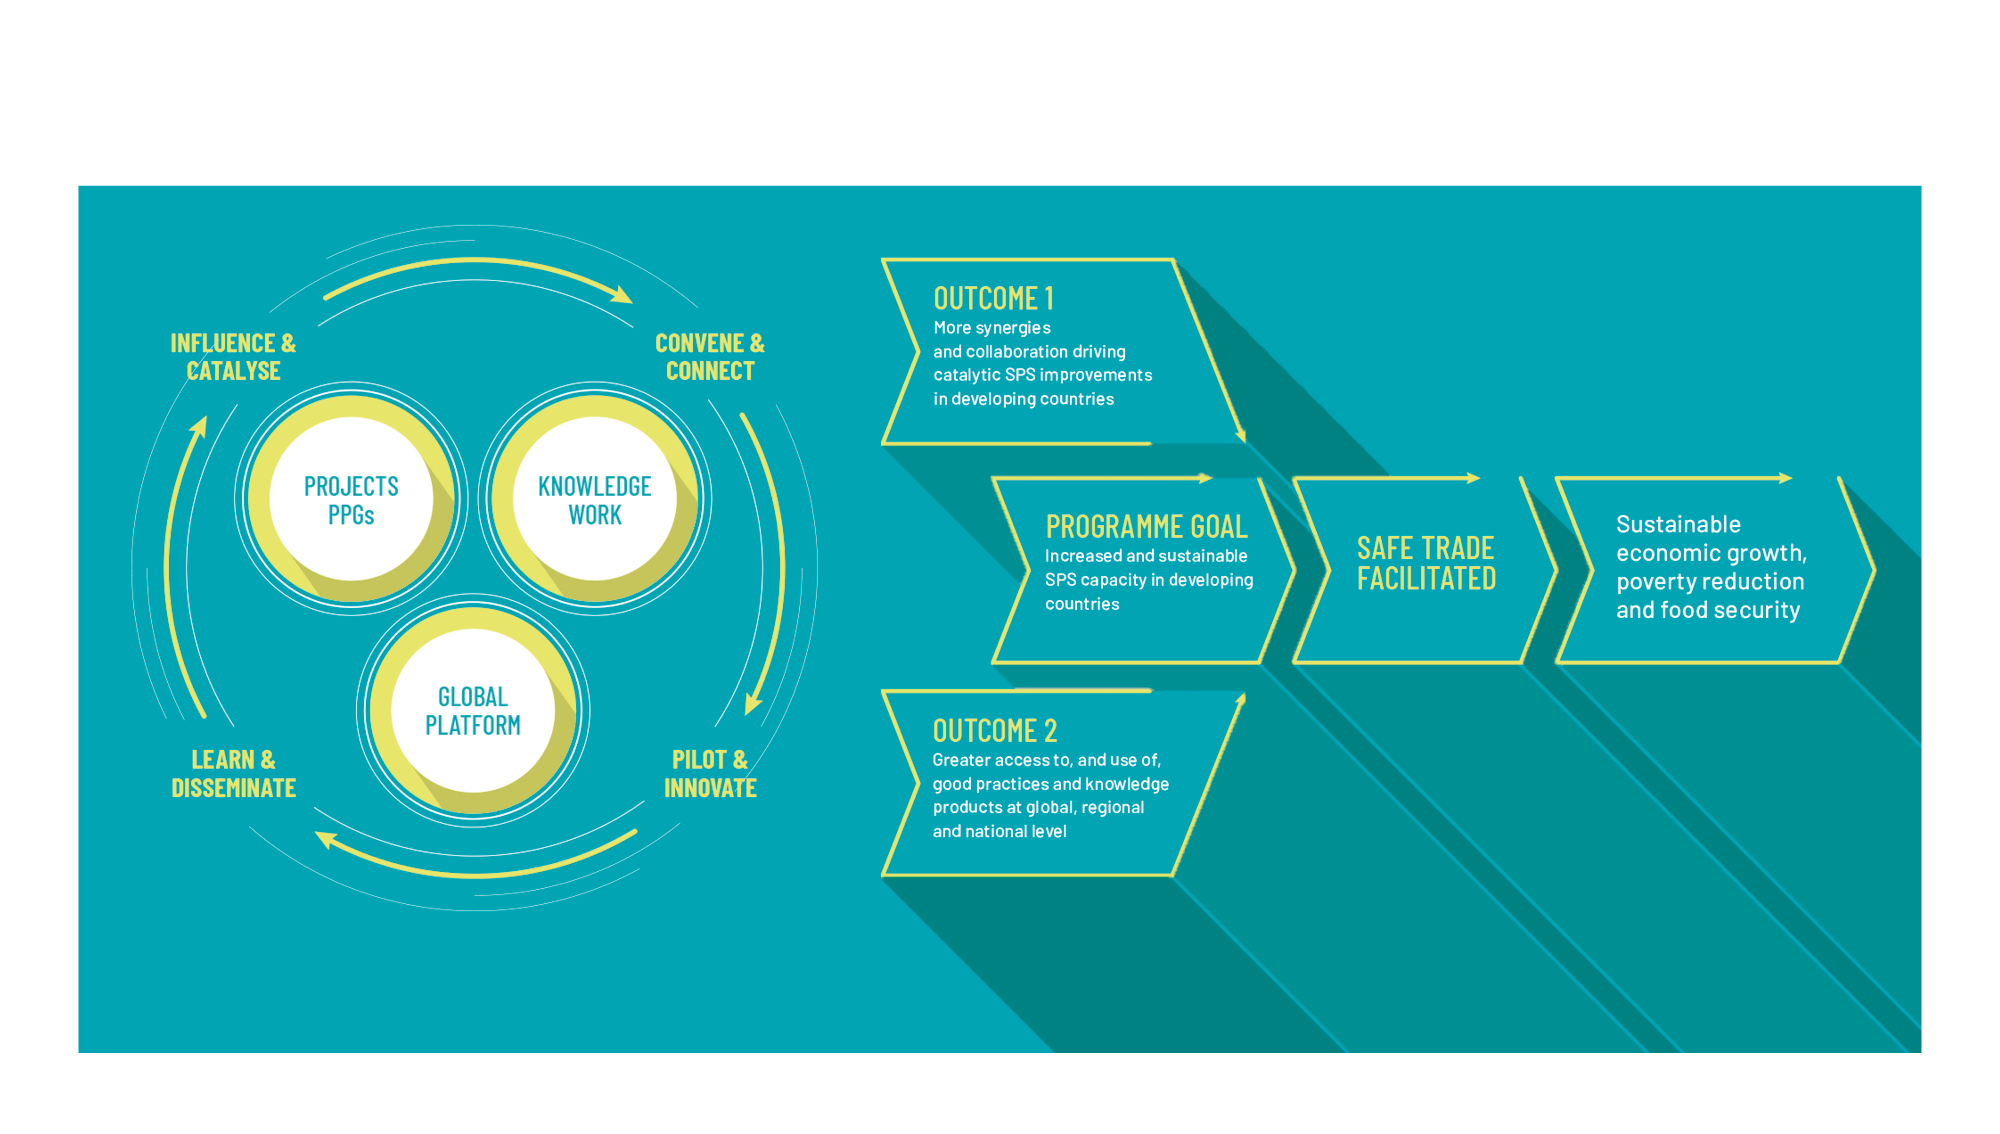 INFLUENCE &
CATALYSE
CONVENE &
CONNECT
PROJECTS
PPGs
KNOWLEDGE
WORK
GLOBAL
PLATFORM
LEARN &
DISSEMINATE
PILOT &
INNOVATE
OUTCOME 1
More synergies
and collaboration driving
catalytic SPS improvements
in developing countries
PROGRAMME GOAL
Increased and sustainable
SPS capacity in developing
countries
SAFE TRADE
FACILITATED
Sustainable
economic growth,
poverty reduction
and food security
OUTCOME 2
Greater access to, and use of,
good practices and knowledge
products at global, regional
and national level